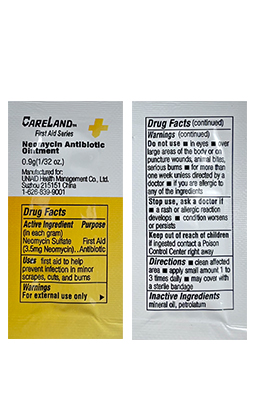 CARELAND™
First Aid Series
Neomycin Antibiotic
Ointment
0.9g(1/32 oz.)
Manufactured for:
UNIAID Health Management Co., Ltd.
Suzhou 215151 China
1-626-839-9001
Drug Facts
Active Ingredient Purpose
(in each gram)
Neomycin Sulfate First Aid
(3.5mg Neomycin)...Antibiotic
Uses first aid to help
prevent infection in minor
scrapes, cuts, and burns
Warnings
For external use only ▶
Drug Facts (continued)
Warnings (continued)
Do not use ■ in eyes ■ over
large areas of the body or on
puncture wounds, animal bites,
serious burns ■ for more than
one week unless directed by a
doctor ■ if you are allergic to
any of the ingredients
Stop use, ask a doctor if
■ a rash or allergic reaction
develops ■ condition worsens
or persists
Keep out of reach of children
if ingested contact a Poison
Control Center right away
Directions ■ clean affected
area ■ apply small amount 1 to
3 times daily ■ may cover with
a sterile bandage
Inactive Ingredients
mineral oil, petrolatum